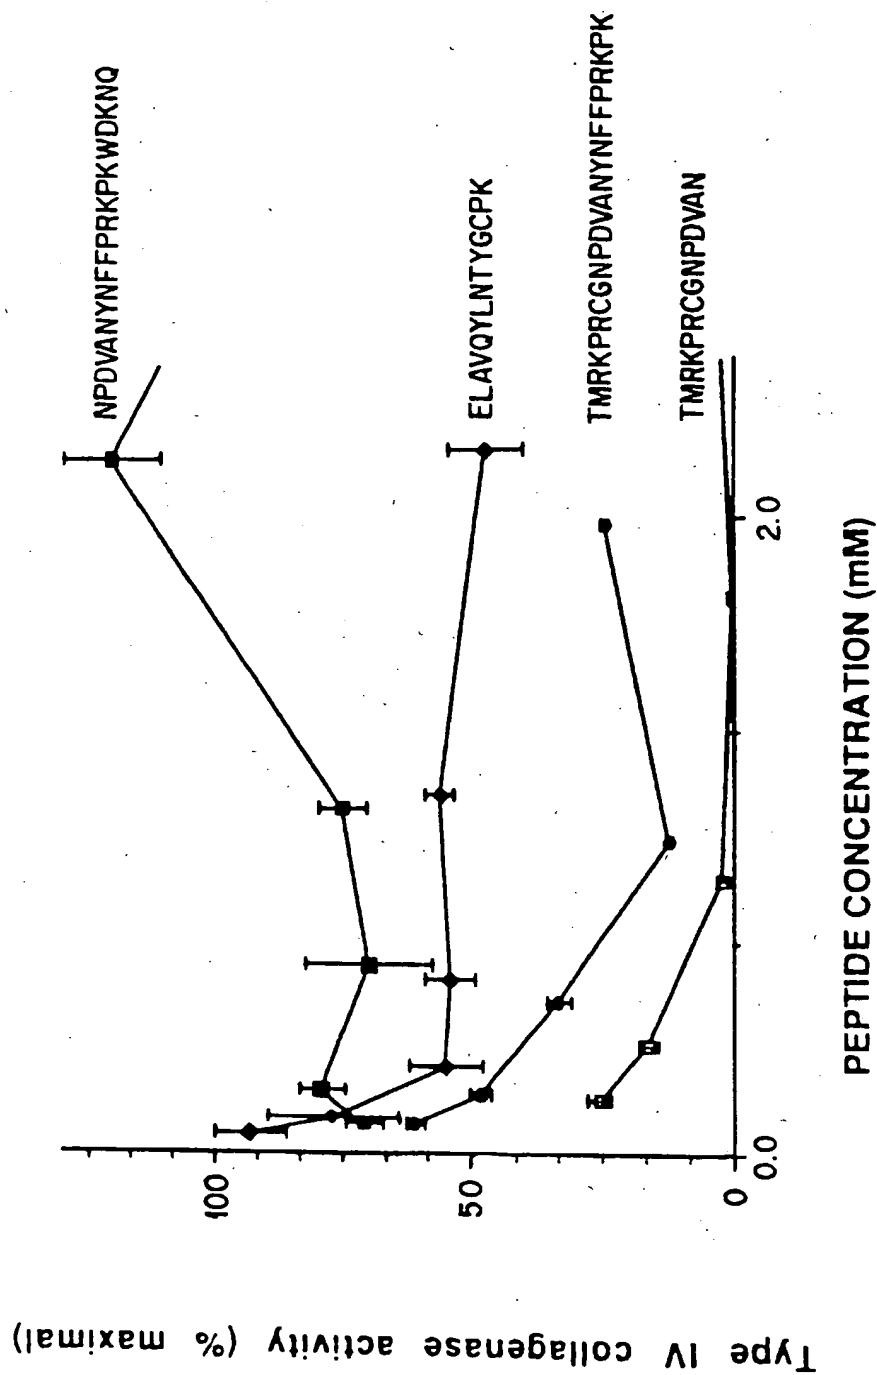 Type IV collagenase activity (% maximal)
100
50
0
0.0
2.0
PEPTIDE CONCENTRATION (mM)
NPDVANYNFFPRKPKWDKNQ
ELAVQYLNTYGCPK
TMRKPRCGNPDVANYNFFPRKPK
TMRKPRCGNPDVAN